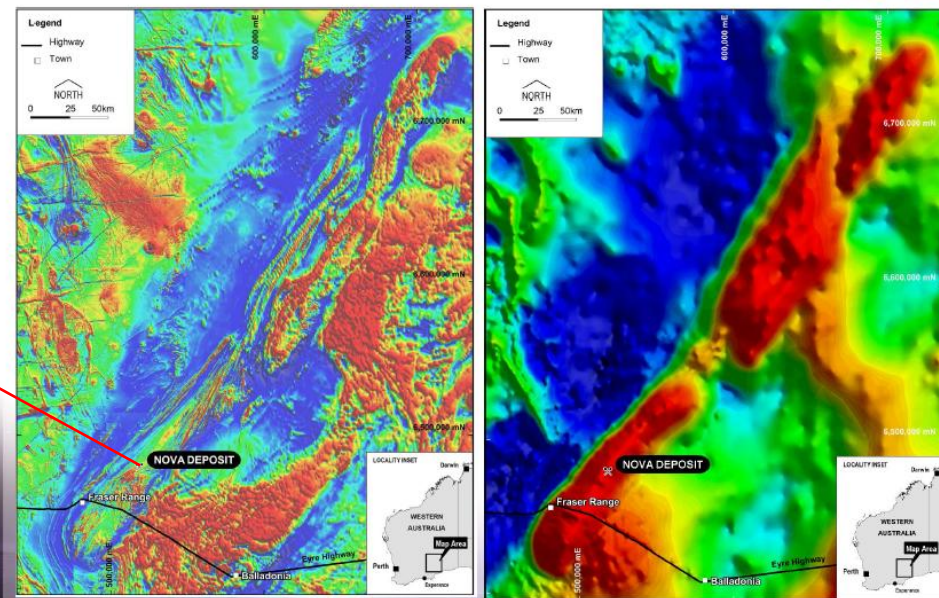 Legend
Highway
Town
NORTH
0 25 50km
600,000 mE
700,000 mE
6,700,000 mN
6,600,000 mN
6,500,000 mN
NOVA DEPOSIT
Fraser Range
500,000 mE
Balladonia
Eyre Highway
LOCALITY INSET
Darwin
WESTERN
AUSTRALIA
Map Area
Perth
Esperance
Legend
Highway
Town
NORTH
0 25 50km
600,000 mE
700,000 mE
6,700,000 mN
6,600,000 mN
6,500,000 mN
NOVA DEPOSIT
Fraser Range
500,000 mE
Balladonia
Eyre Highway
LOCALITY INSET
Darwin
WESTERN
AUSTRALIA
Map Area
Perth
Esperance